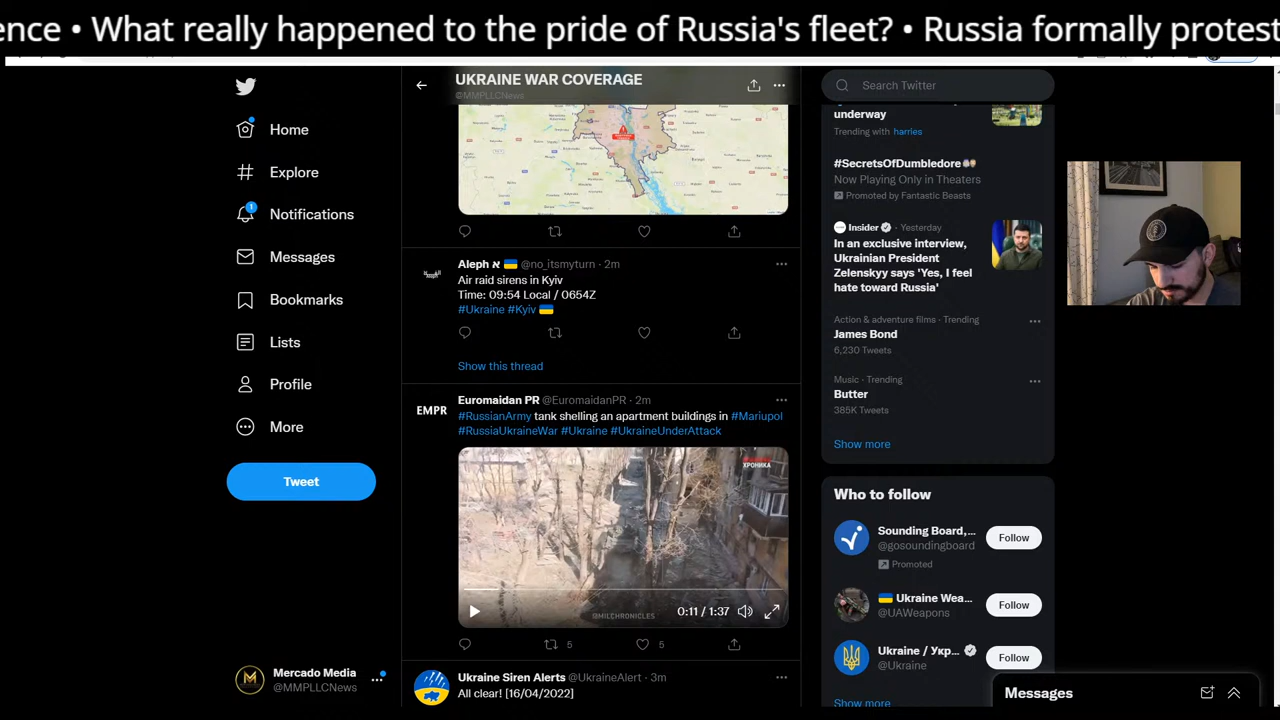 ence • What really happened to the pride of Russia's fleet? • Russia formally protest
UKRAINE WAR COVERAGE
@MMPLLCNews
Home
Explore
Notifications
1
Messages
Bookmarks
Lists
Profile
More
Tweet
Mercado Media
@MMPLLCNews
Aleph א @no_itsmyturn · 2m
Air raid sirens in Kyiv
Time: 09:54 Local / 0654Z
#Ukraine #Kyiv
Show this thread
EMPR
Euromaidan PR @EuromaidanPR · 2m
#RussianArmy tank shelling an apartment buildings in #Mariupol
#RussiaUkraineWar #Ukraine #UkraineUnderAttack
ХРОНИКА
@MILCHRONICLES
0:11 / 1:37
5
5
Ukraine Siren Alerts @UkraineAlert · 3m
All clear! [16/04/2022]
Search Twitter
underway
Trending with harries
#SecretsOfDumbledore
Now Playing Only in Theaters
Promoted by Fantastic Beasts
Insider · Yesterday
In an exclusive interview,
Ukrainian President
Zelenskyy says 'Yes, I feel
hate toward Russia'
Action & adventure films · Trending
James Bond
6,230 Tweets
Music · Trending
Butter
385K Tweets
Show more
Who to follow
Sounding Board,...
@gosoundingboard
Promoted
Follow
Ukraine Wea...
@UAWeapons
Follow
Ukraine / Укр...
@Ukraine
Follow
Show more
Messages